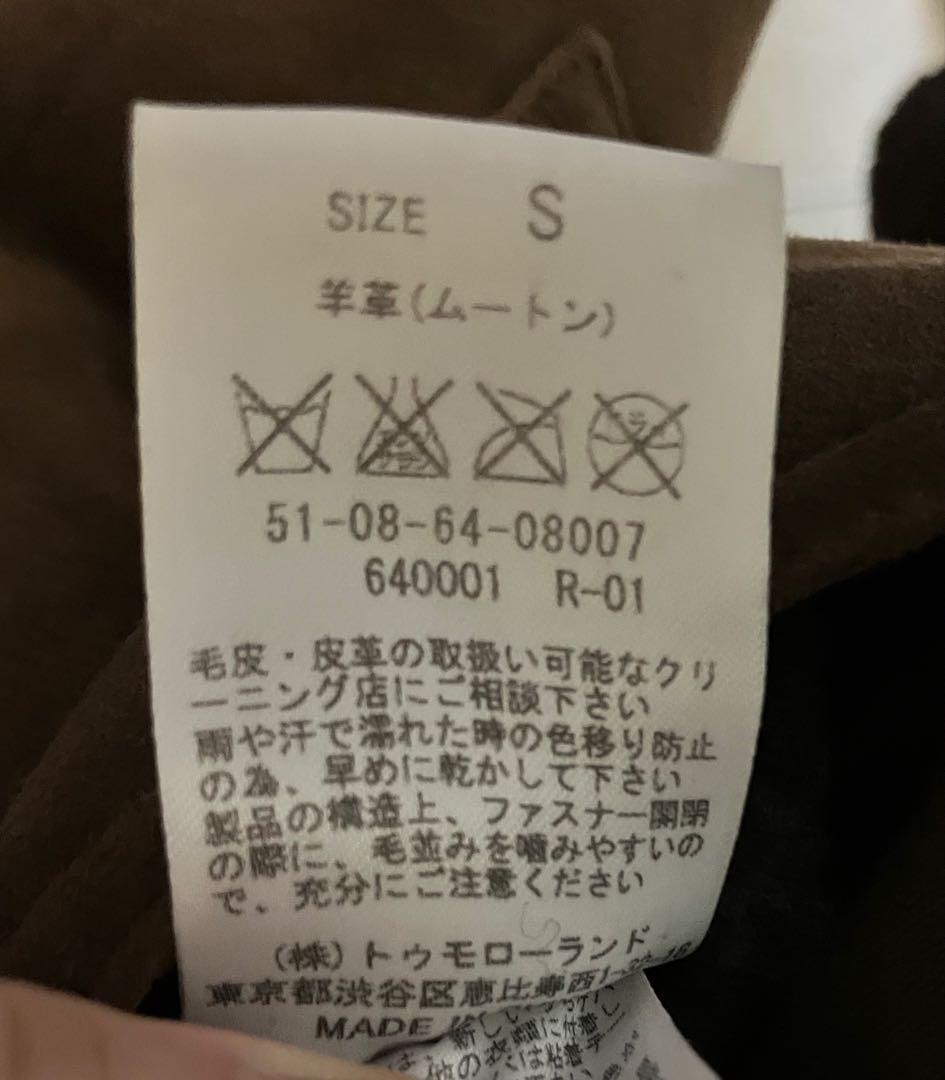 SIZE S
羊革(ムートン)
51-08-64-08007
640001 R-01
毛皮・皮革の取扱い可能なクリ
ーニング店にご相談下さい
雨や汗で濡れた時の色移り防止
の為、早めに乾かして下さい
製品の構造上、ファスナー開閉
の際に、毛並みを嚙みやすいの
で、充分にご注意ください
(株)トゥモローランド
東京都渋谷区恵比寿西1-
MADE